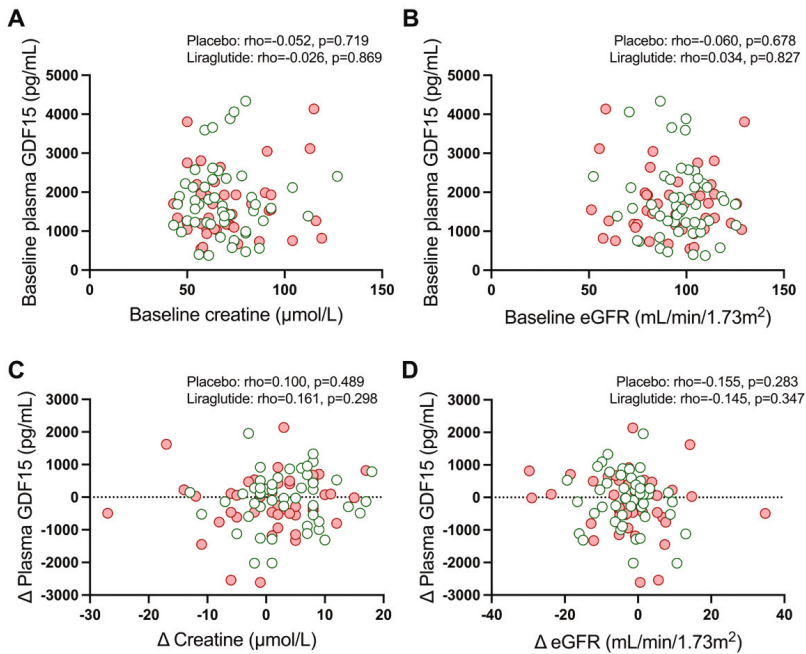 A
Placebo: rho=-0.052, p=0.719
Liraglutide: rho=-0.026, p=0.869
Baseline plasma GDF15 (pg/mL)
5000
4000
3000
2000
1000
0
0 50 100 150
Baseline creatine (μmol/L)
B
Placebo: rho=-0.060, p=0.678
Liraglutide: rho=0.034, p=0.827
Baseline plasma GDF15 (pg/mL)
5000
4000
3000
2000
1000
0
0 50 100 150
Baseline eGFR (mL/min/1.73m²)
C
Placebo: rho=0.100, p=0.489
Liraglutide: rho=0.161, p=0.298
Δ Plasma GDF15 (pg/mL)
3000
2000
1000
0
-1000
-2000
-3000
-30 -20 -10 0 10 20
Δ Creatine (μmol/L)
D
Placebo: rho=-0.155, p=0.283
Liraglutide: rho=-0.145, p=0.347
Δ Plasma GDF15 (pg/mL)
3000
2000
1000
0
-1000
-2000
-3000
-40 -20 0 20 40
Δ eGFR (mL/min/1.73m²)